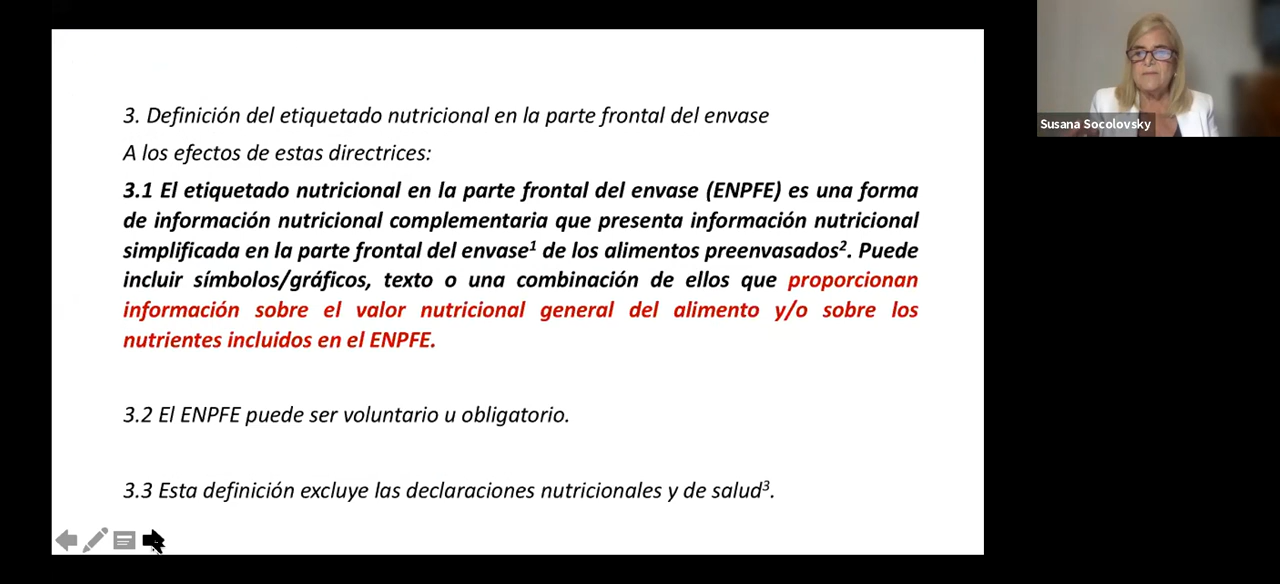 3. Definición del etiquetado nutricional en la parte frontal del envase
A los efectos de estas directrices:
3.1 El etiquetado nutricional en la parte frontal del envase (ENPFE) es una forma
de información nutricional complementaria que presenta información nutricional
simplificada en la parte frontal del envase¹ de los alimentos preenvasados². Puede
incluir símbolos/gráficos, texto o una combinación de ellos que proporcionan
información sobre el valor nutricional general del alimento y/o sobre los
nutrientes incluidos en el ENPFE.
3.2 El ENPFE puede ser voluntario u obligatorio.
3.3 Esta definición excluye las declaraciones nutricionales y de salud³.
Susana Socolovsky